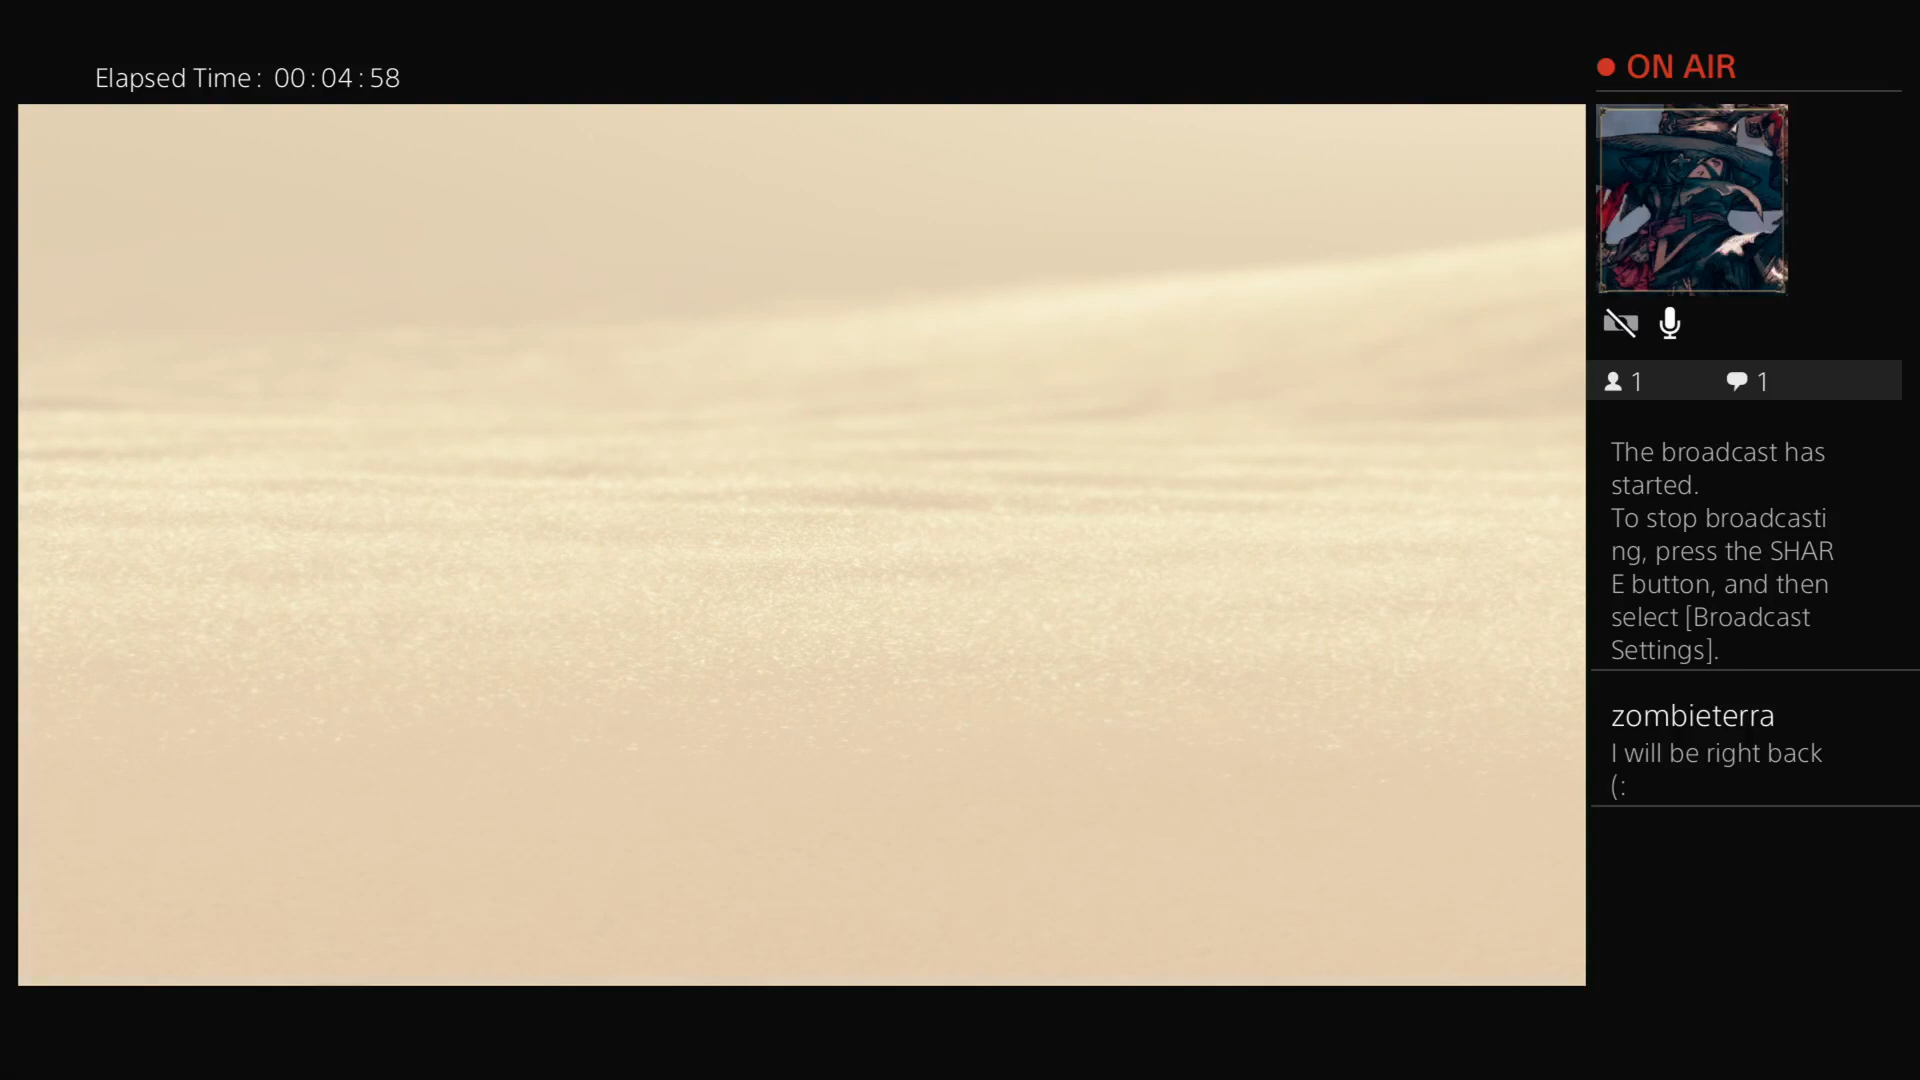 Elapsed Time: 00:04:58
ON AIR
1 1
The broadcast has
started.
To stop broadcasti
ng, press the SHAR
E button, and then
select [Broadcast
Settings].
zombieterra
I will be right back
(: